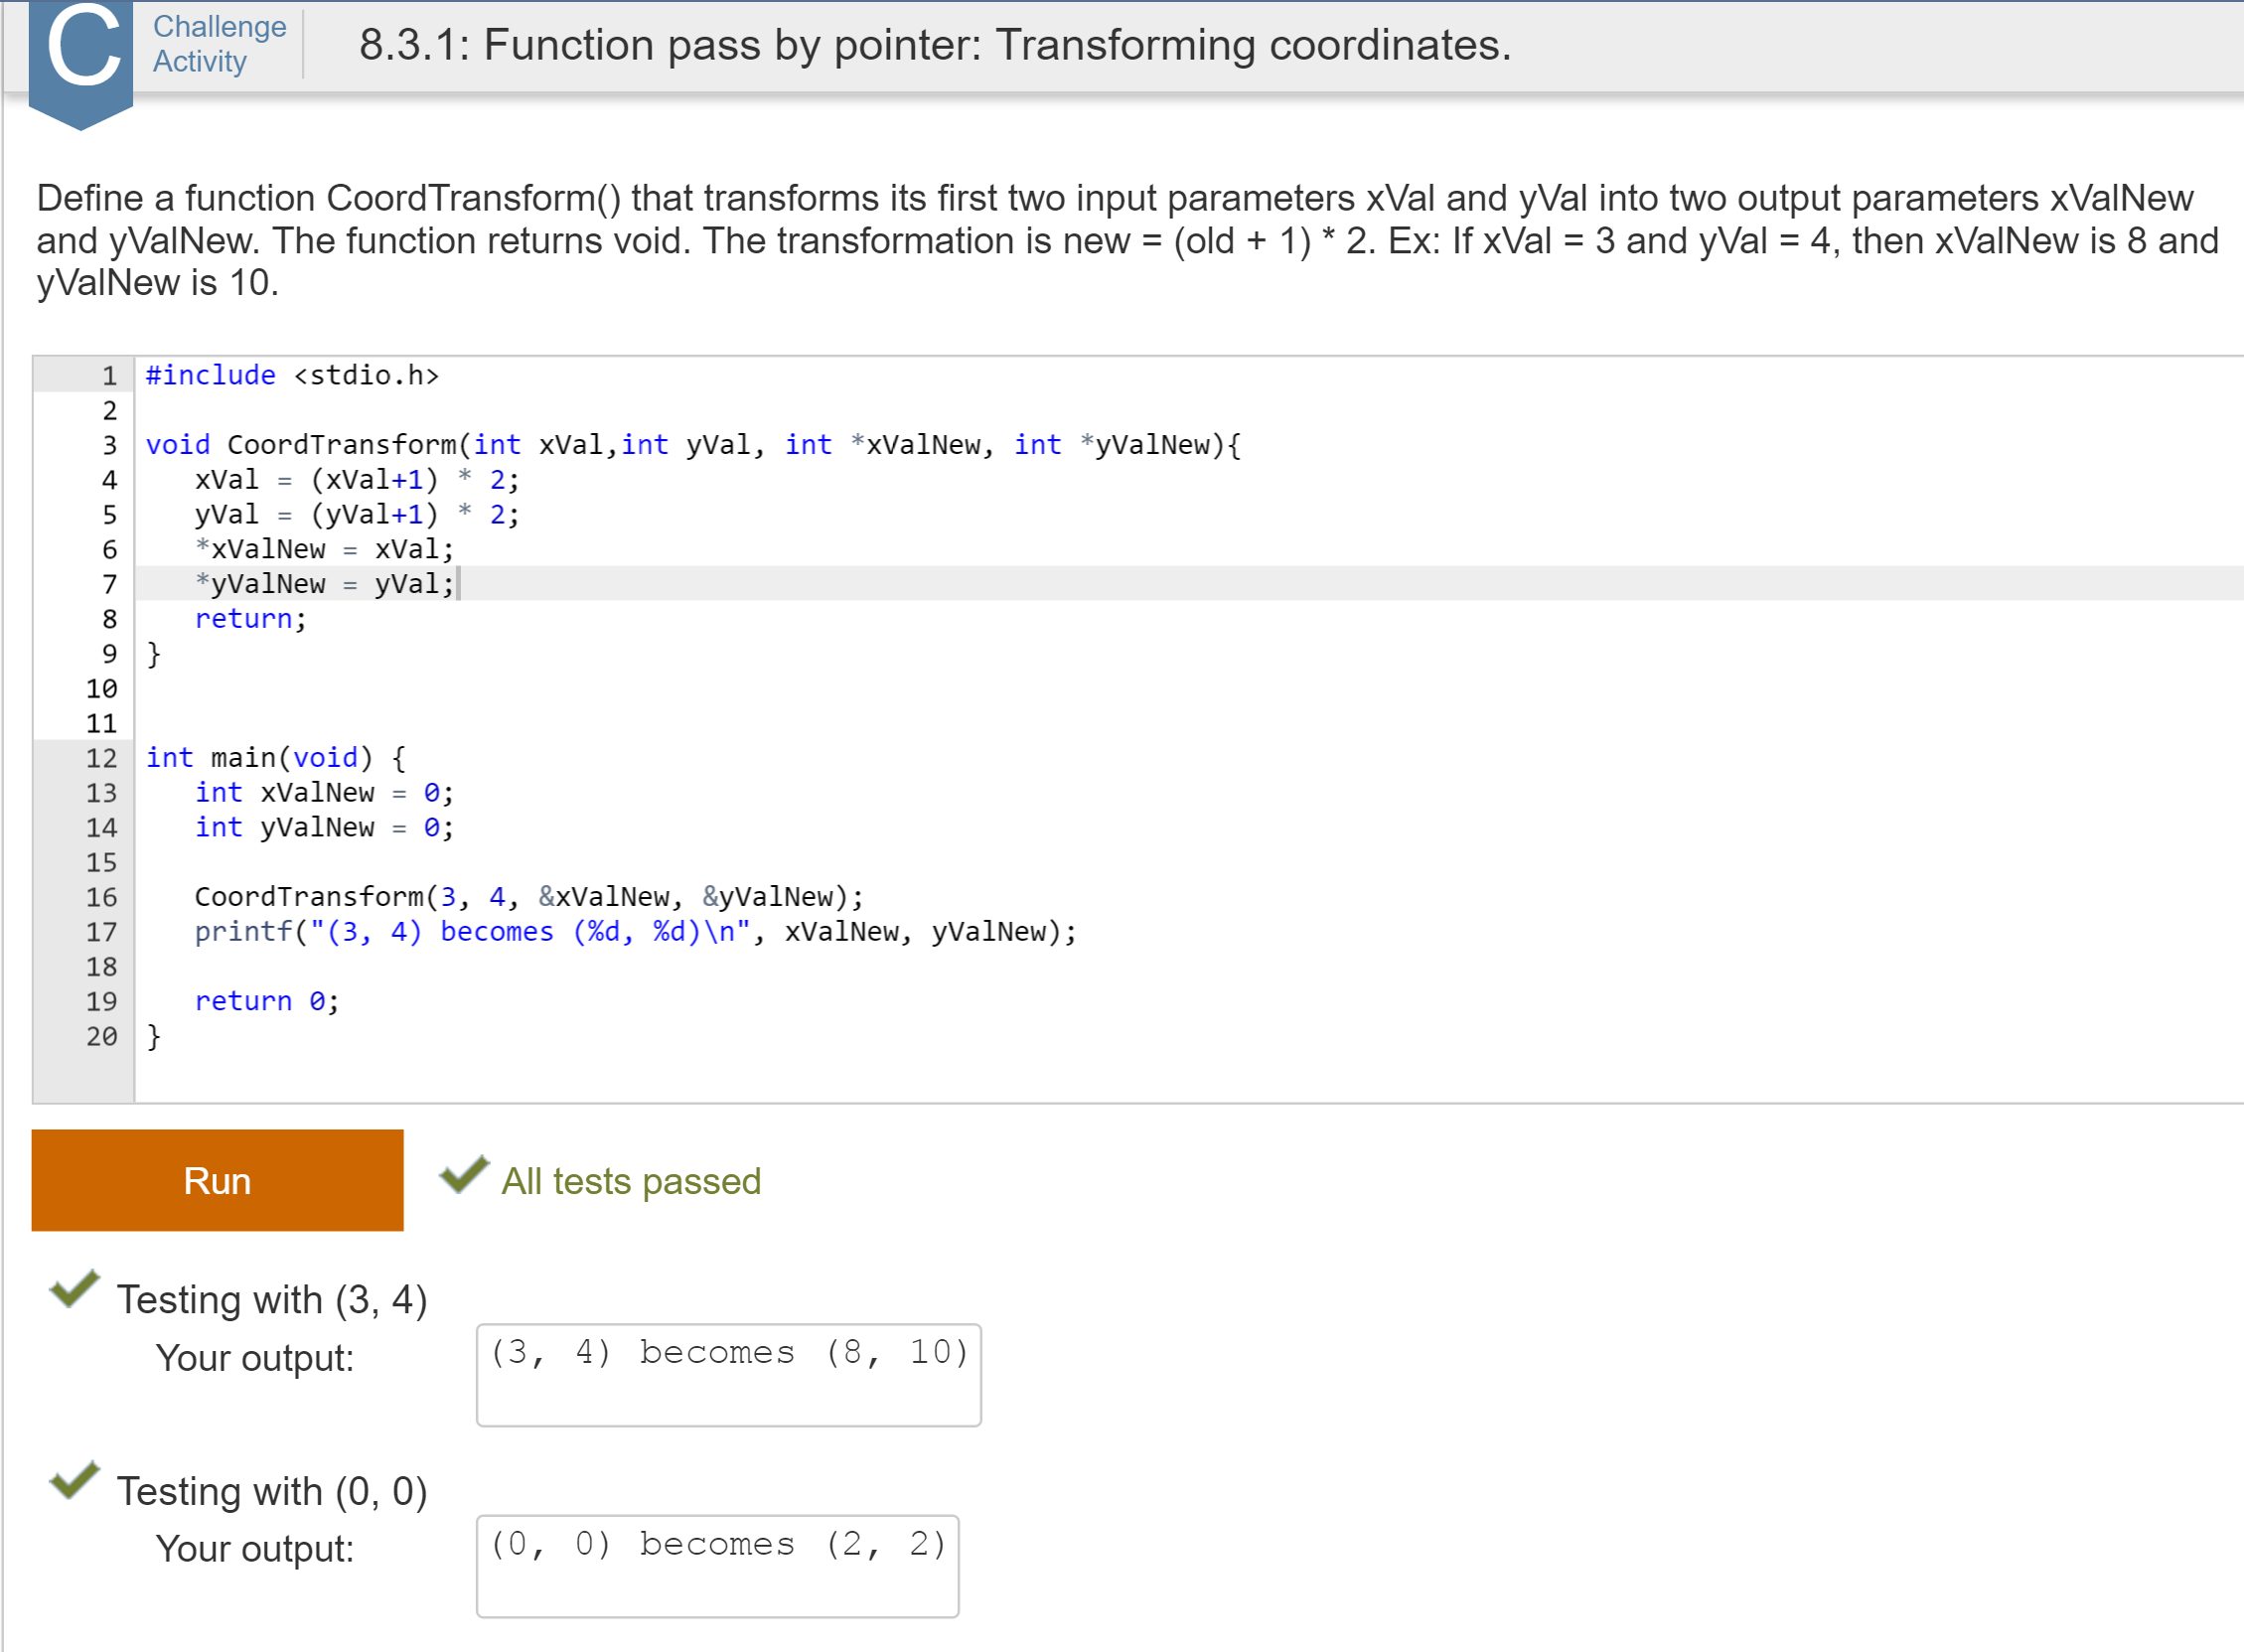 C
Challenge
Activity
8.3.1: Function pass by pointer: Transforming coordinates.
Define a function CoordTransform() that transforms its first two input parameters xVal and yVal into two output parameters xValNew
and yValNew. The function returns void. The transformation is new = (old + 1) * 2. Ex: If xVal = 3 and yVal = 4, then xValNew is 8 and
yValNew is 10.
1 #include <stdio.h>
2
3 void CoordTransform(int xVal,int yVal, int *xValNew, int *yValNew){
4    xVal = (xVal+1) * 2;
5    yVal = (yVal+1) * 2;
6    *xValNew = xVal;
7    *yValNew = yVal;
8    return;
9 }
10
11
12 int main(void) {
13    int xValNew = 0;
14    int yValNew = 0;
15
16    CoordTransform(3, 4, &xValNew, &yValNew);
17    printf("(3, 4) becomes (%d, %d)\n", xValNew, yValNew);
18
19    return 0;
20 }
Run
All tests passed
Testing with (3, 4)
Your output:
(3, 4) becomes (8, 10)
Testing with (0, 0)
Your output:
(0, 0) becomes (2, 2)